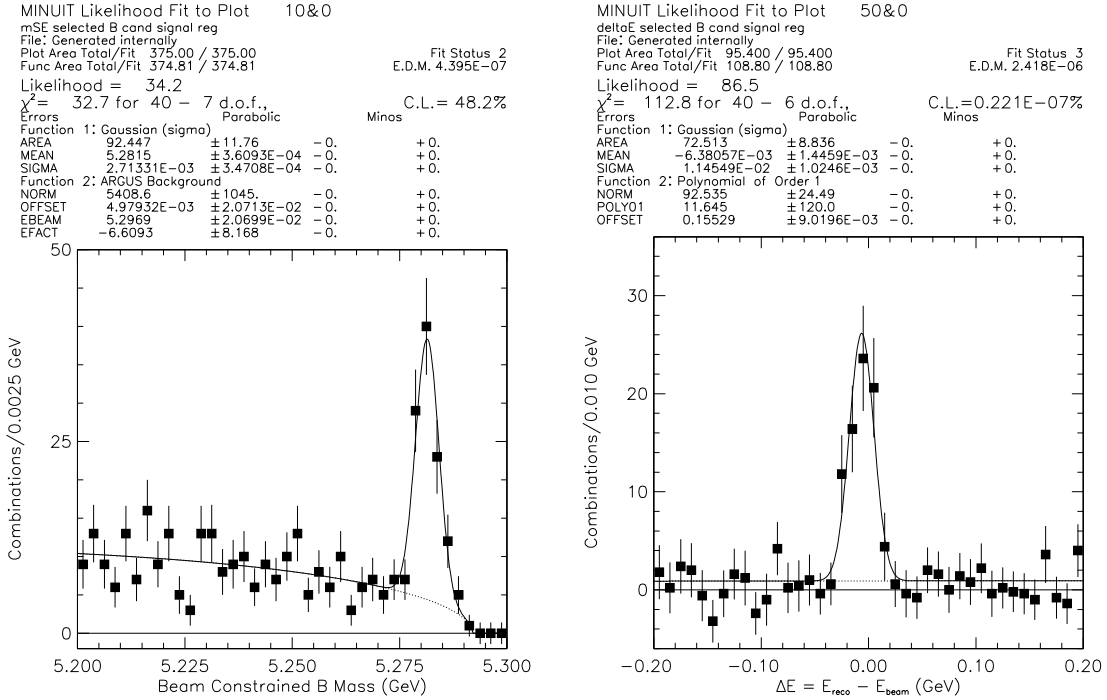 MINUIT Likelihood Fit to Plot 10&0
mSE selected B cand signal reg
File: Generated internally
Plot Area Total/Fit 375.00 / 375.00 Fit Status 2
Func Area Total/Fit 374.81 / 374.81 E.D.M. 4.395E-07
Likelihood = 34.2
χ²= 32.7 for 40 - 7 d.o.f., C.L.= 48.2%
Errors Parabolic Minos
Function 1: Gaussian (sigma)
AREA 92.447 ± 11.76 - 0. + 0.
MEAN 5.2815 ± 3.6093E-04 - 0. + 0.
SIGMA 2.71331E-03 ± 3.4708E-04 - 0. + 0.
Function 2: ARGUS Background
NORM 5408.6 ± 1045. - 0. + 0.
OFFSET 4.97932E-03 ± 2.0713E-02 - 0. + 0.
EBEAM 5.2969 ± 2.0699E-02 - 0. + 0.
EFACT -6.6093 ± 8.168 - 0. + 0.
50
25
0
Combinations/0.0025 GeV
5.200 5.225 5.250 5.275 5.300
Beam Constrained B Mass (GeV)
MINUIT Likelihood Fit to Plot 50&0
deltaE selected B cand signal reg
File: Generated internally
Plot Area Total/Fit 95.400 / 95.400 Fit Status 3
Func Area Total/Fit 108.80 / 108.80 E.D.M. 2.418E-06
Likelihood = 86.5
χ²= 112.8 for 40 - 6 d.o.f., C.L.=0.221E-07%
Errors Parabolic Minos
Function 1: Gaussian (sigma)
AREA 72.513 ± 8.836 - 0. + 0.
MEAN -6.38057E-03 ± 1.4459E-03 - 0. + 0.
SIGMA 1.14549E-02 ± 1.0246E-03 - 0. + 0.
Function 2: Polynomial of Order 1
NORM 92.535 ± 24.49 - 0. + 0.
POLY01 11.645 ± 120.0 - 0. + 0.
OFFSET 0.15529 ± 9.0196E-03 - 0. + 0.
30
20
10
0
Combinations/0.010 GeV
-0.20 -0.10 0.00 0.10 0.20
ΔE = Ereco - Ebeam (GeV)